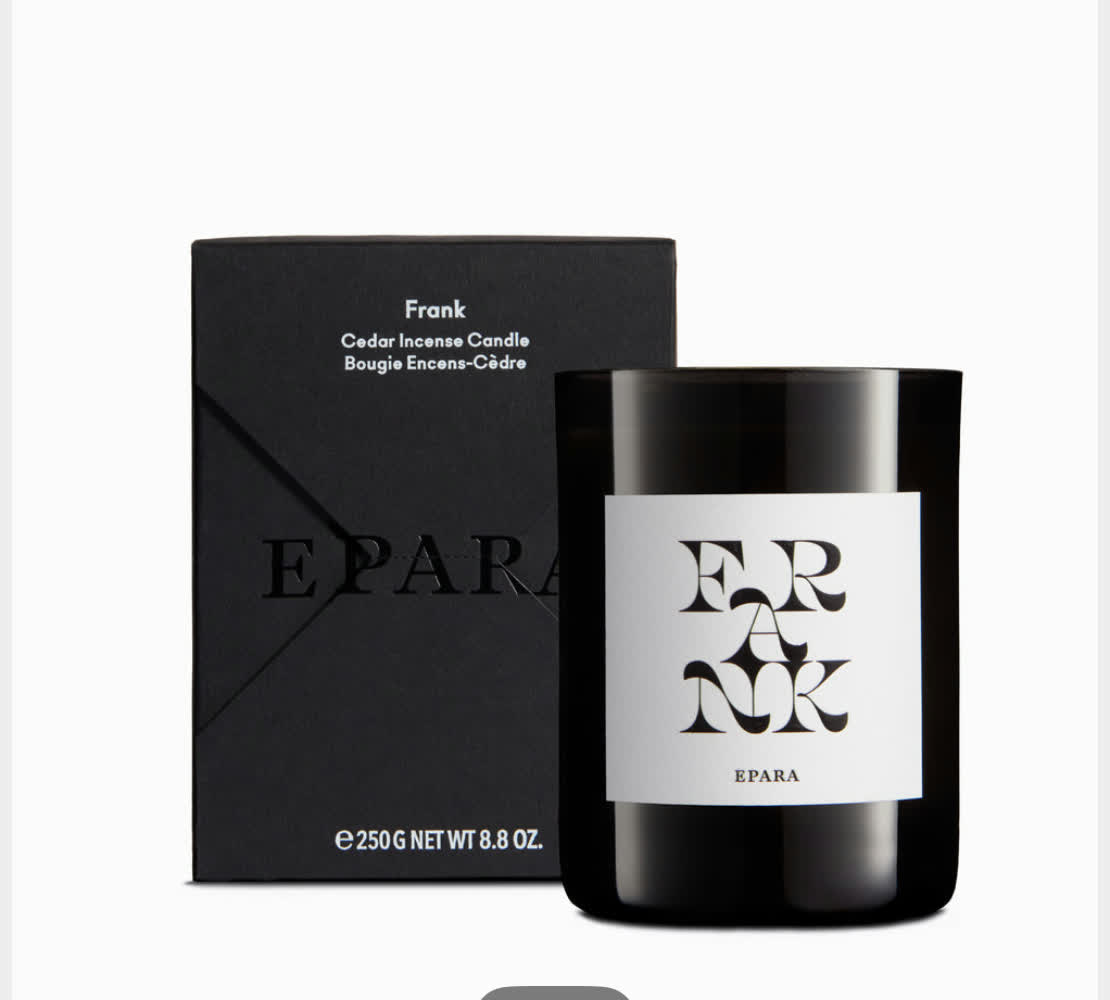 Frank
Cedar Incense Candle
Bougie Encens-Cèdre
EPARA
℮250G NET WT 8.8 OZ.
FR
A
NK
EPARA